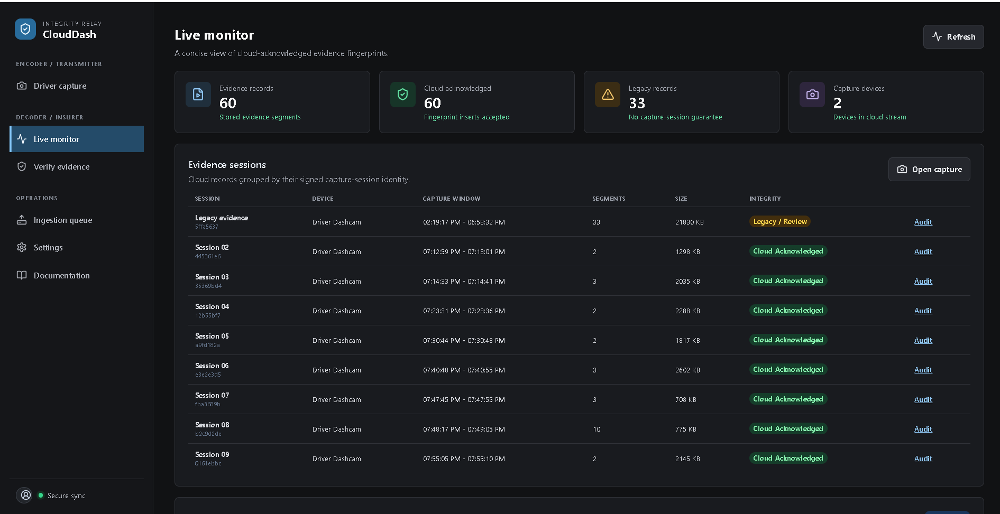 INTEGRITY RELAY
CloudDash
ENCODER / TRANSMITTER
Driver capture
DECODER / INSURER
Live monitor
Verify evidence
OPERATIONS
Ingestion queue
Settings
Documentation
Secure sync
Live monitor
A concise view of cloud-acknowledged evidence fingerprints.
Refresh
Evidence records
60
Stored evidence segments
Cloud acknowledged
60
Fingerprint inserts accepted
Legacy records
33
No capture-session guarantee
Capture devices
2
Devices in cloud stream
Evidence sessions
Cloud records grouped by their signed capture-session identity.
Open capture
SESSION DEVICE CAPTURE WINDOW SEGMENTS SIZE INTEGRITY
Legacy evidence
5ffa5637
Driver Dashcam 02:19:17 PM - 06:58:32 PM 33 21830 KB Legacy / Review Audit
Session 02
445361e6
Driver Dashcam 07:12:59 PM - 07:13:01 PM 2 1298 KB Cloud Acknowledged Audit
Session 03
35369bd4
Driver Dashcam 07:14:33 PM - 07:14:41 PM 3 2035 KB Cloud Acknowledged Audit
Session 04
12b55bf7
Driver Dashcam 07:23:31 PM - 07:23:36 PM 2 2288 KB Cloud Acknowledged Audit
Session 05
a9fd182a
Driver Dashcam 07:30:44 PM - 07:30:48 PM 2 1817 KB Cloud Acknowledged Audit
Session 06
e3e2e3d5
Driver Dashcam 07:40:48 PM - 07:40:55 PM 3 2602 KB Cloud Acknowledged Audit
Session 07
fba3689b
Driver Dashcam 07:47:45 PM - 07:47:55 PM 3 708 KB Cloud Acknowledged Audit
Session 08
b2c9d2de
Driver Dashcam 07:48:17 PM - 07:49:05 PM 10 775 KB Cloud Acknowledged Audit
Session 09
0161ebbc
Driver Dashcam 07:55:05 PM - 07:55:10 PM 2 2145 KB Cloud Acknowledged Audit